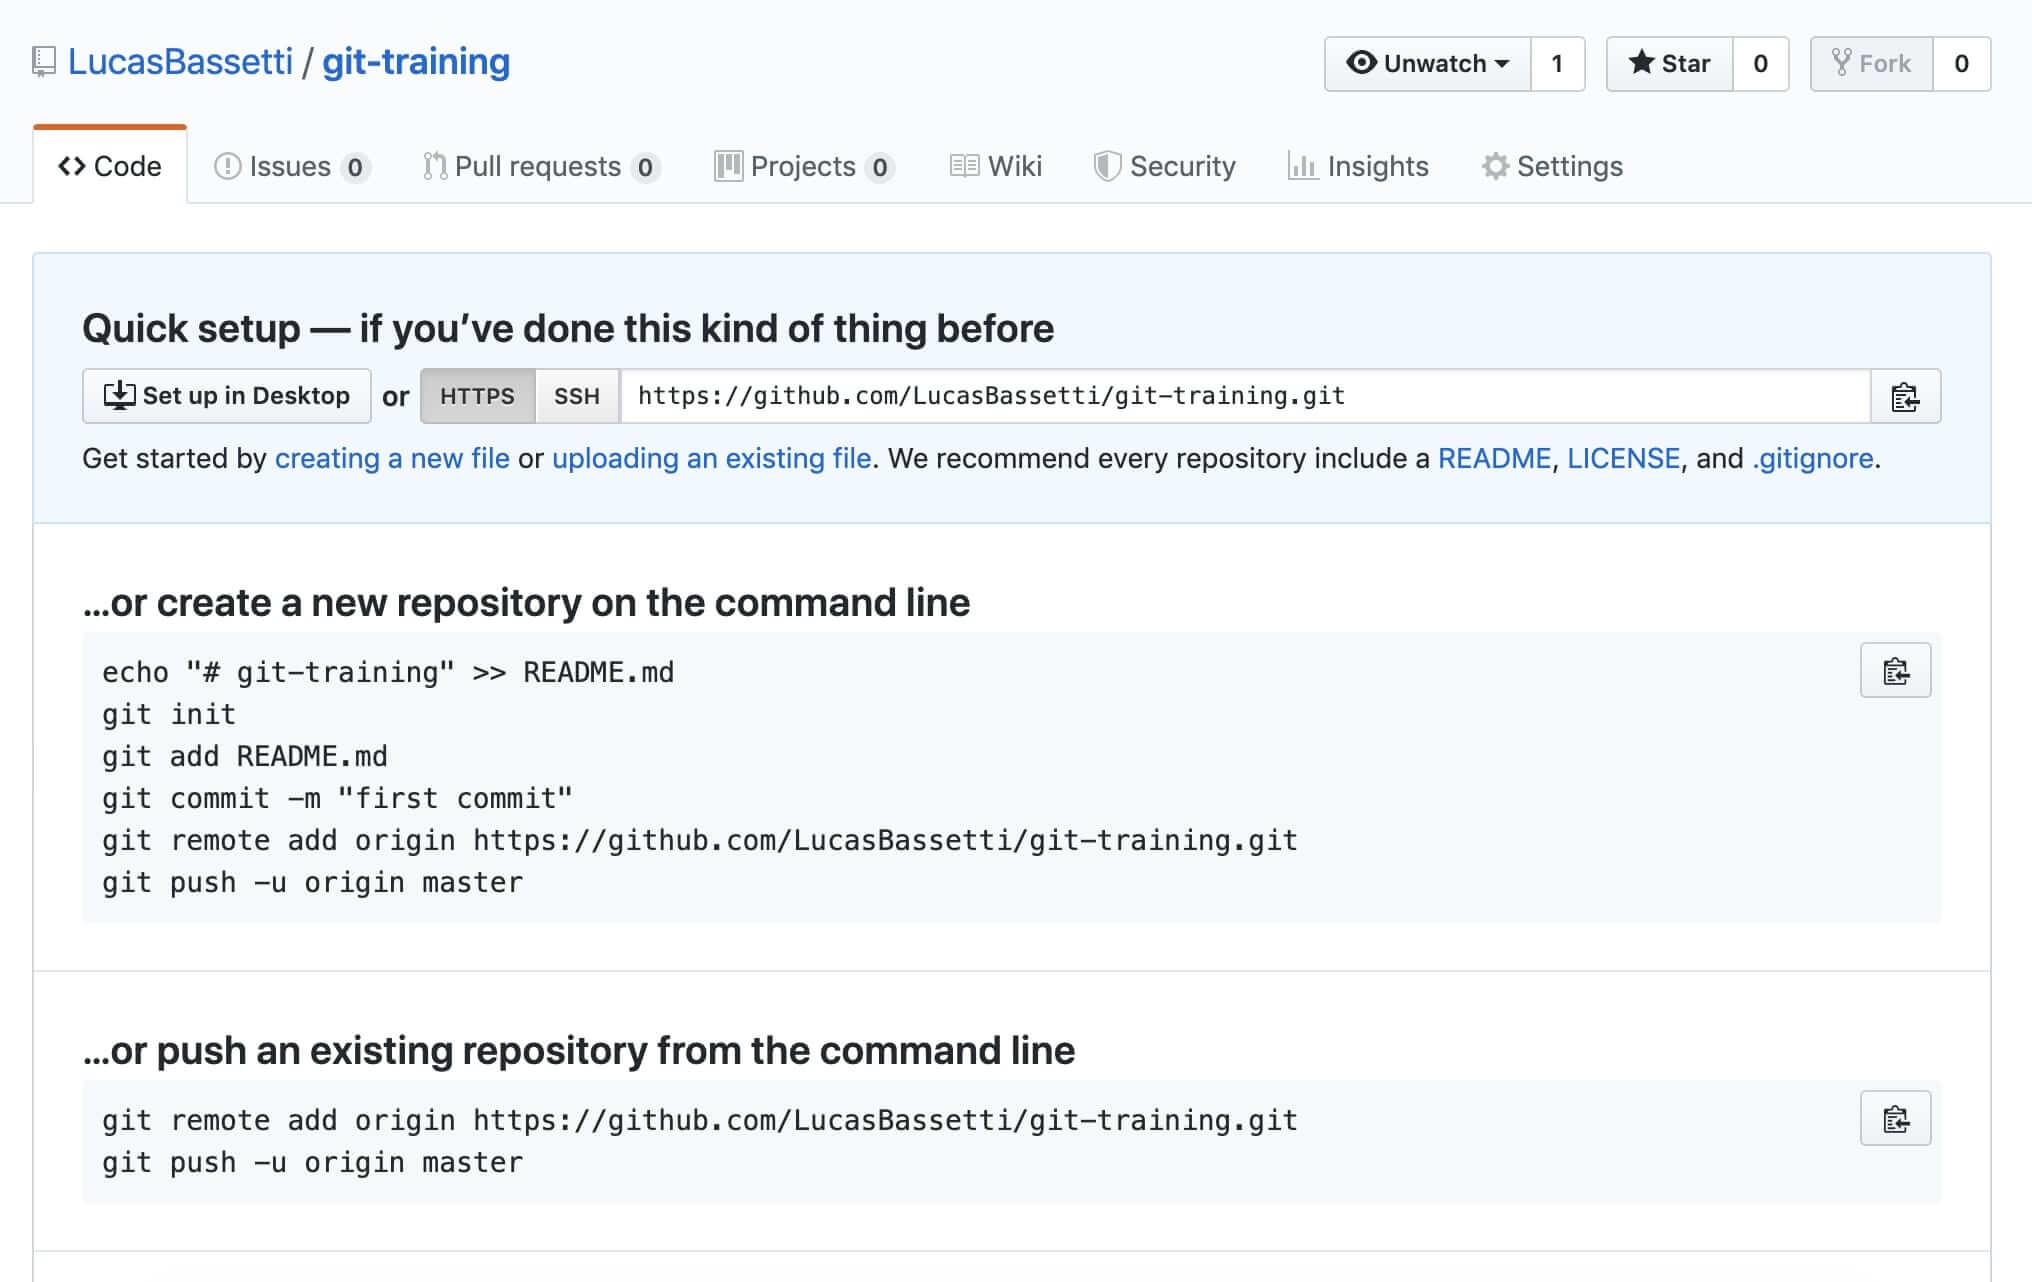 LucasBassetti / git-training
Unwatch 1 Star 0 Fork 0
Code Issues 0 Pull requests 0 Projects 0 Wiki Security Insights Settings
Quick setup — if you’ve done this kind of thing before
Set up in Desktop or HTTPS SSH https://github.com/LucasBassetti/git-training.git
Get started by creating a new file or uploading an existing file. We recommend every repository include a README, LICENSE, and .gitignore.
…or create a new repository on the command line
echo "# git-training" >> README.md
git init
git add README.md
git commit -m "first commit"
git remote add origin https://github.com/LucasBassetti/git-training.git
git push -u origin master
…or push an existing repository from the command line
git remote add origin https://github.com/LucasBassetti/git-training.git
git push -u origin master